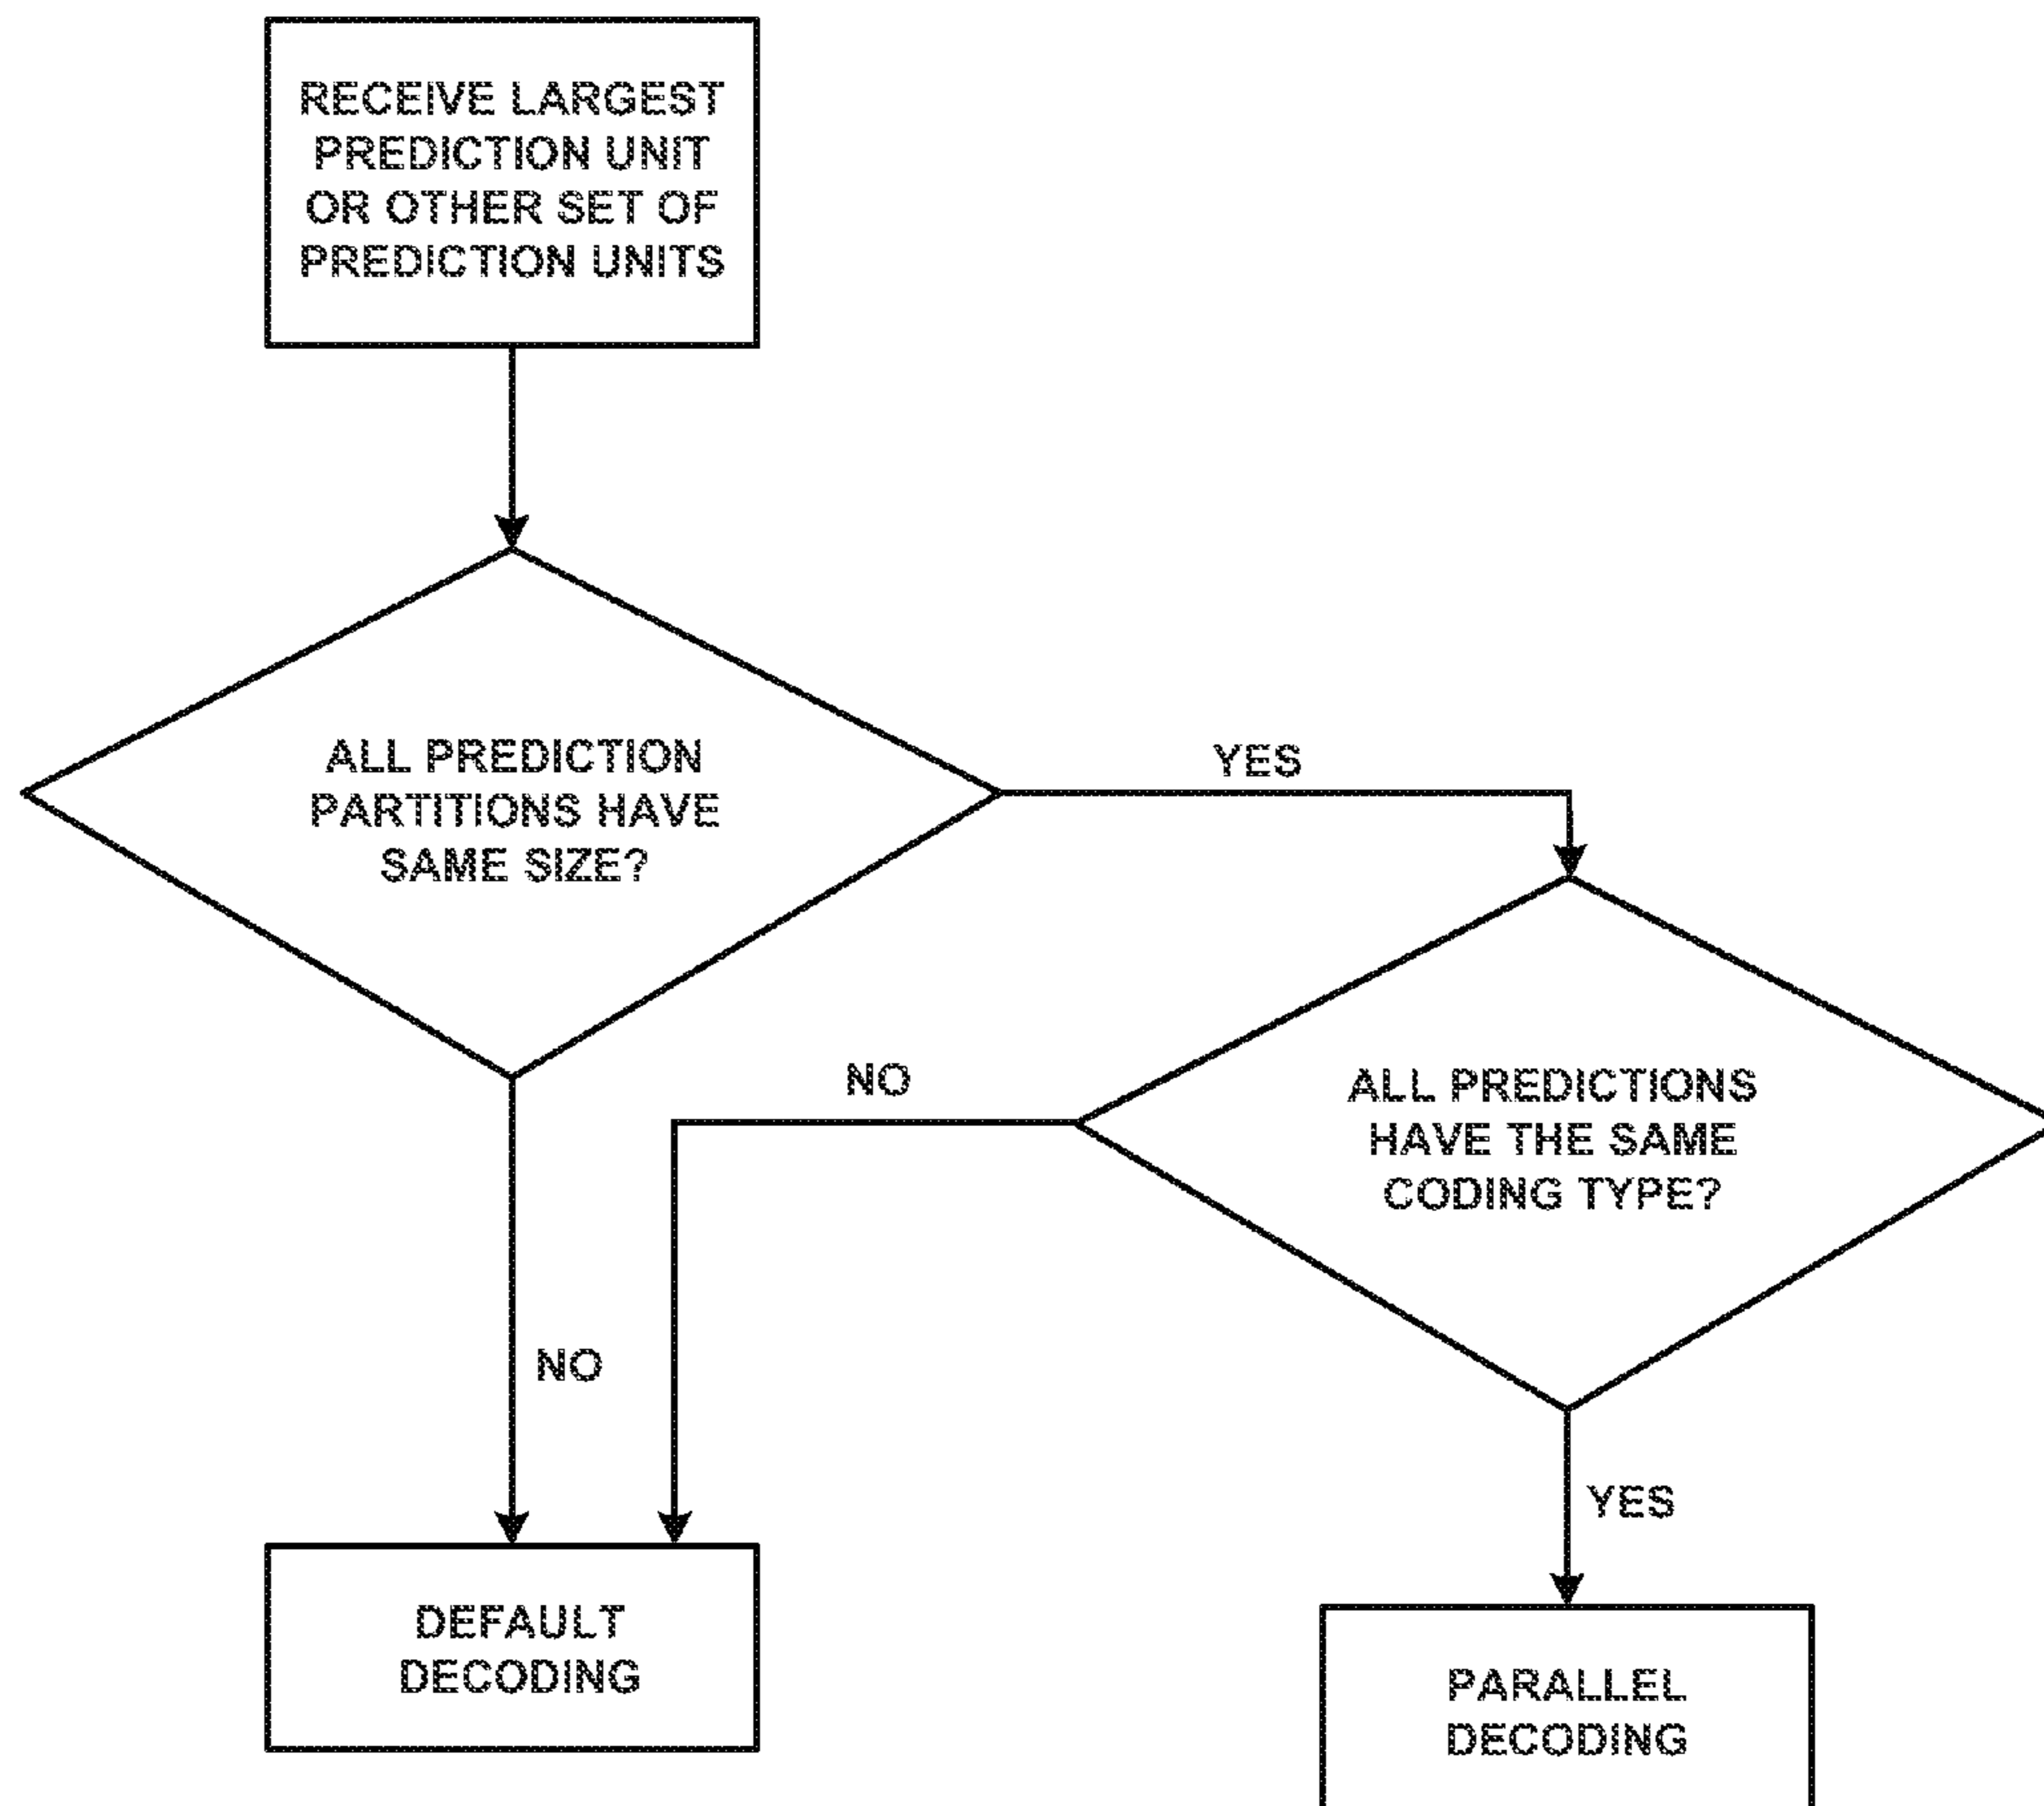 RECEIVE LARGEST
PREDICTION UNIT
OR OTHER SET OF
PREDICTION UNITS
ALL PREDICTION
PARTITIONS HAVE
SAME SIZE?
YES
ALL PREDICTIONS
HAVE THE SAME
CODING TYPE?
NO
NO
YES
DEFAULT
DECODING
PARALLEL
DECODING